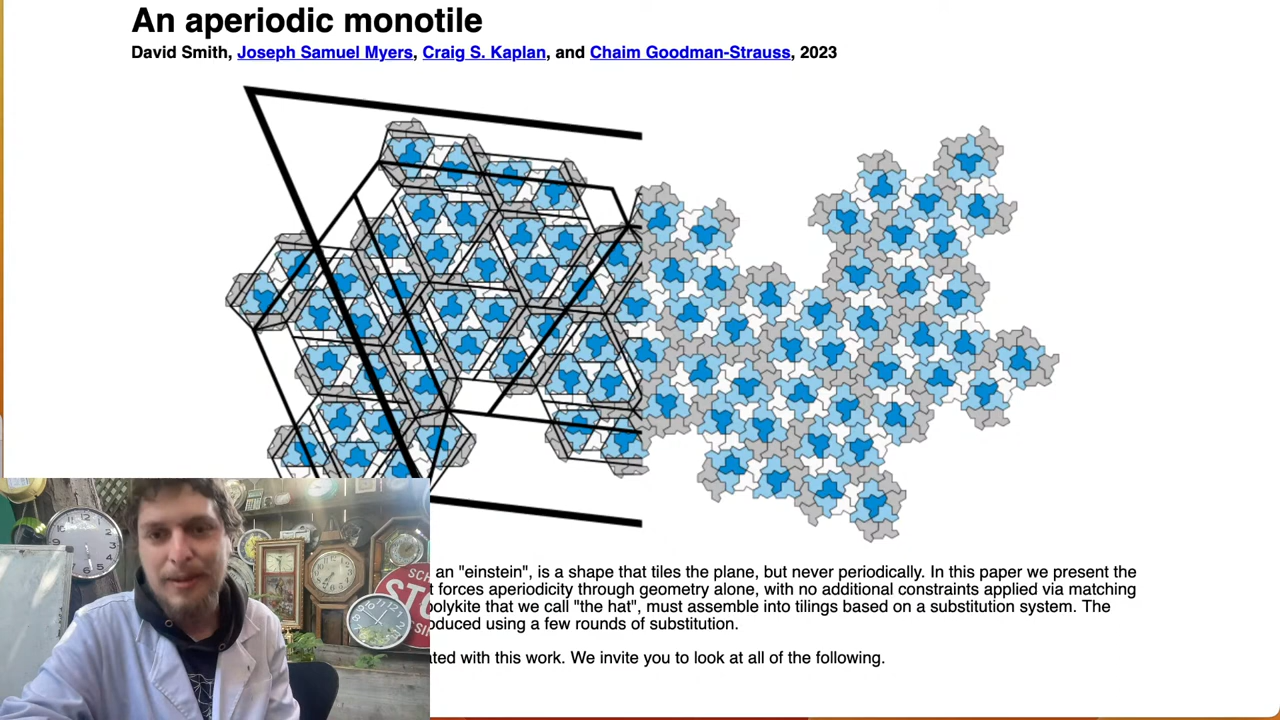 An aperiodic monotile
David Smith, Joseph Samuel Myers, Craig S. Kaplan, and Chaim Goodman-Strauss, 2023
an "einstein", is a shape that tiles the plane, but never periodically. In this paper we present the
forces aperiodicity through geometry alone, with no additional constraints applied via matching
polykite that we call "the hat", must assemble into tilings based on a substitution system. The
using a few rounds of substitution.
with this work. We invite you to look at all of the following.